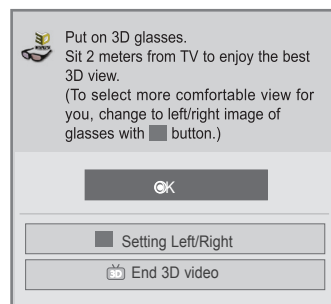 Put on 3D glasses.
Sit 2 meters from TV to enjoy the best
3D view.
(To select more comfortable view for
you, change to left/right image of
glasses with button.)
OK
Setting Left/Right
3D End 3D video